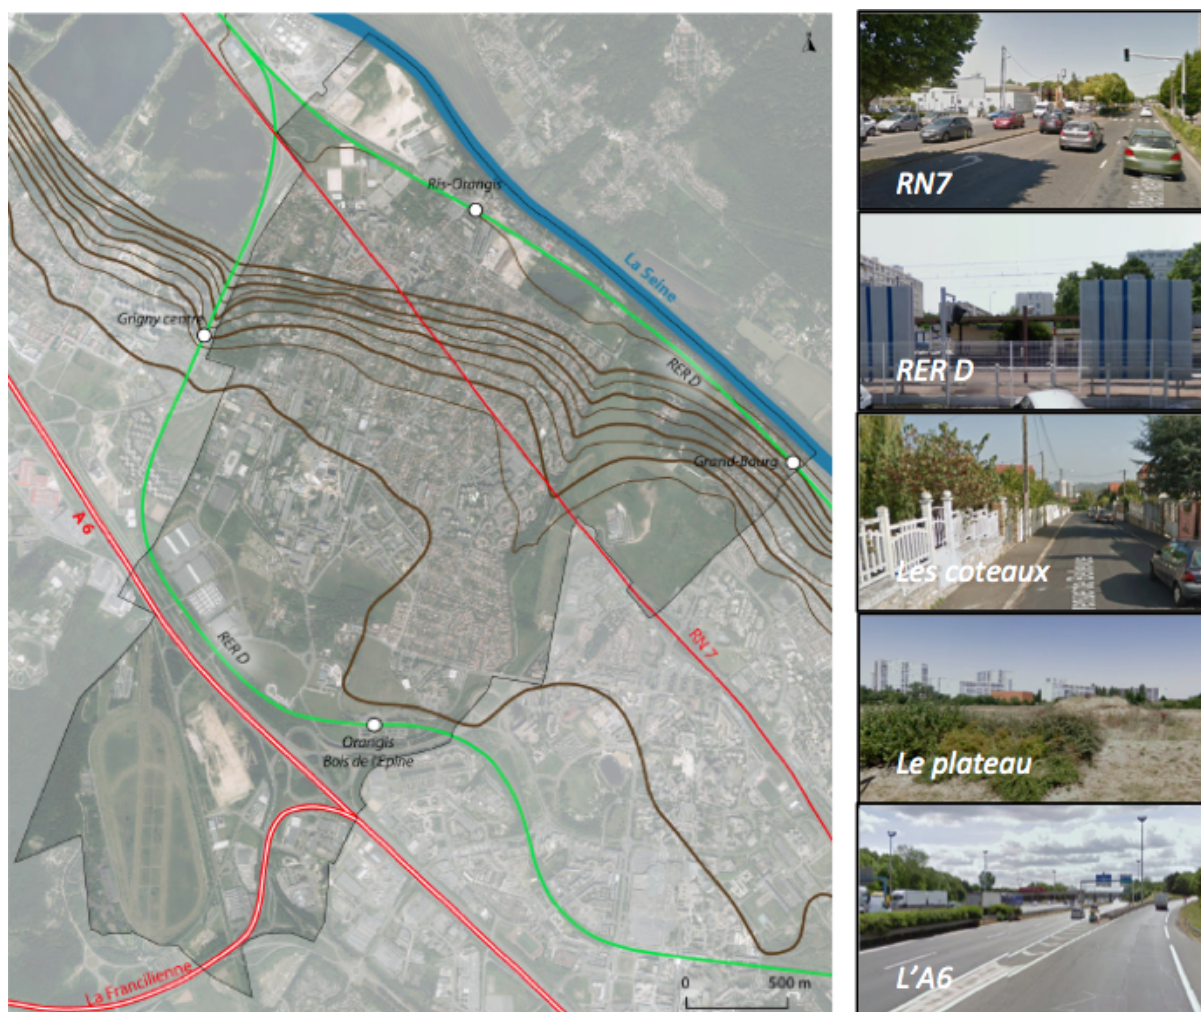 Ris-Orangis
La Seine
Grigny centre
RER D
Grand-Bourg
A 6
RN 7
RER D
Orangis
Bois de l'Epine
La Francilienne
0
500 m
RN7
RER D
Les coteaux
Le plateau
L'A6